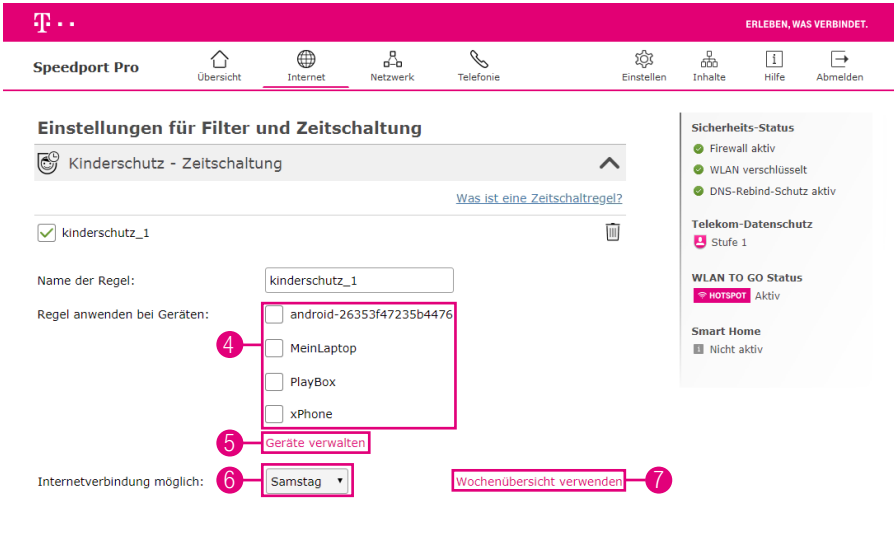 T
ERLEBEN, WAS VERBINDET.
Speedport Pro
Übersicht
Internet
Netzwerk
Telefonie
Einstellen
Inhalte
i
Hilfe
Abmelden
Einstellungen für Filter und Zeitschaltung
Kinderschutz - Zeitschaltung
Was ist eine Zeitschaltregel?
kinderschutz_1
Name der Regel: kinderschutz_1
Regel anwenden bei Geräten: android-26353f47235b4476
4 MeinLaptop
PlayBox
xPhone
5 Geräte verwalten
Internetverbindung möglich: 6 Samstag Wochenübersicht verwenden 7
Sicherheits-Status
Firewall aktiv
WLAN verschlüsselt
DNS-Rebind-Schutz aktiv
Telekom-Datenschutz
Stufe 1
WLAN TO GO Status
HOTSPOT Aktiv
Smart Home
i Nicht aktiv